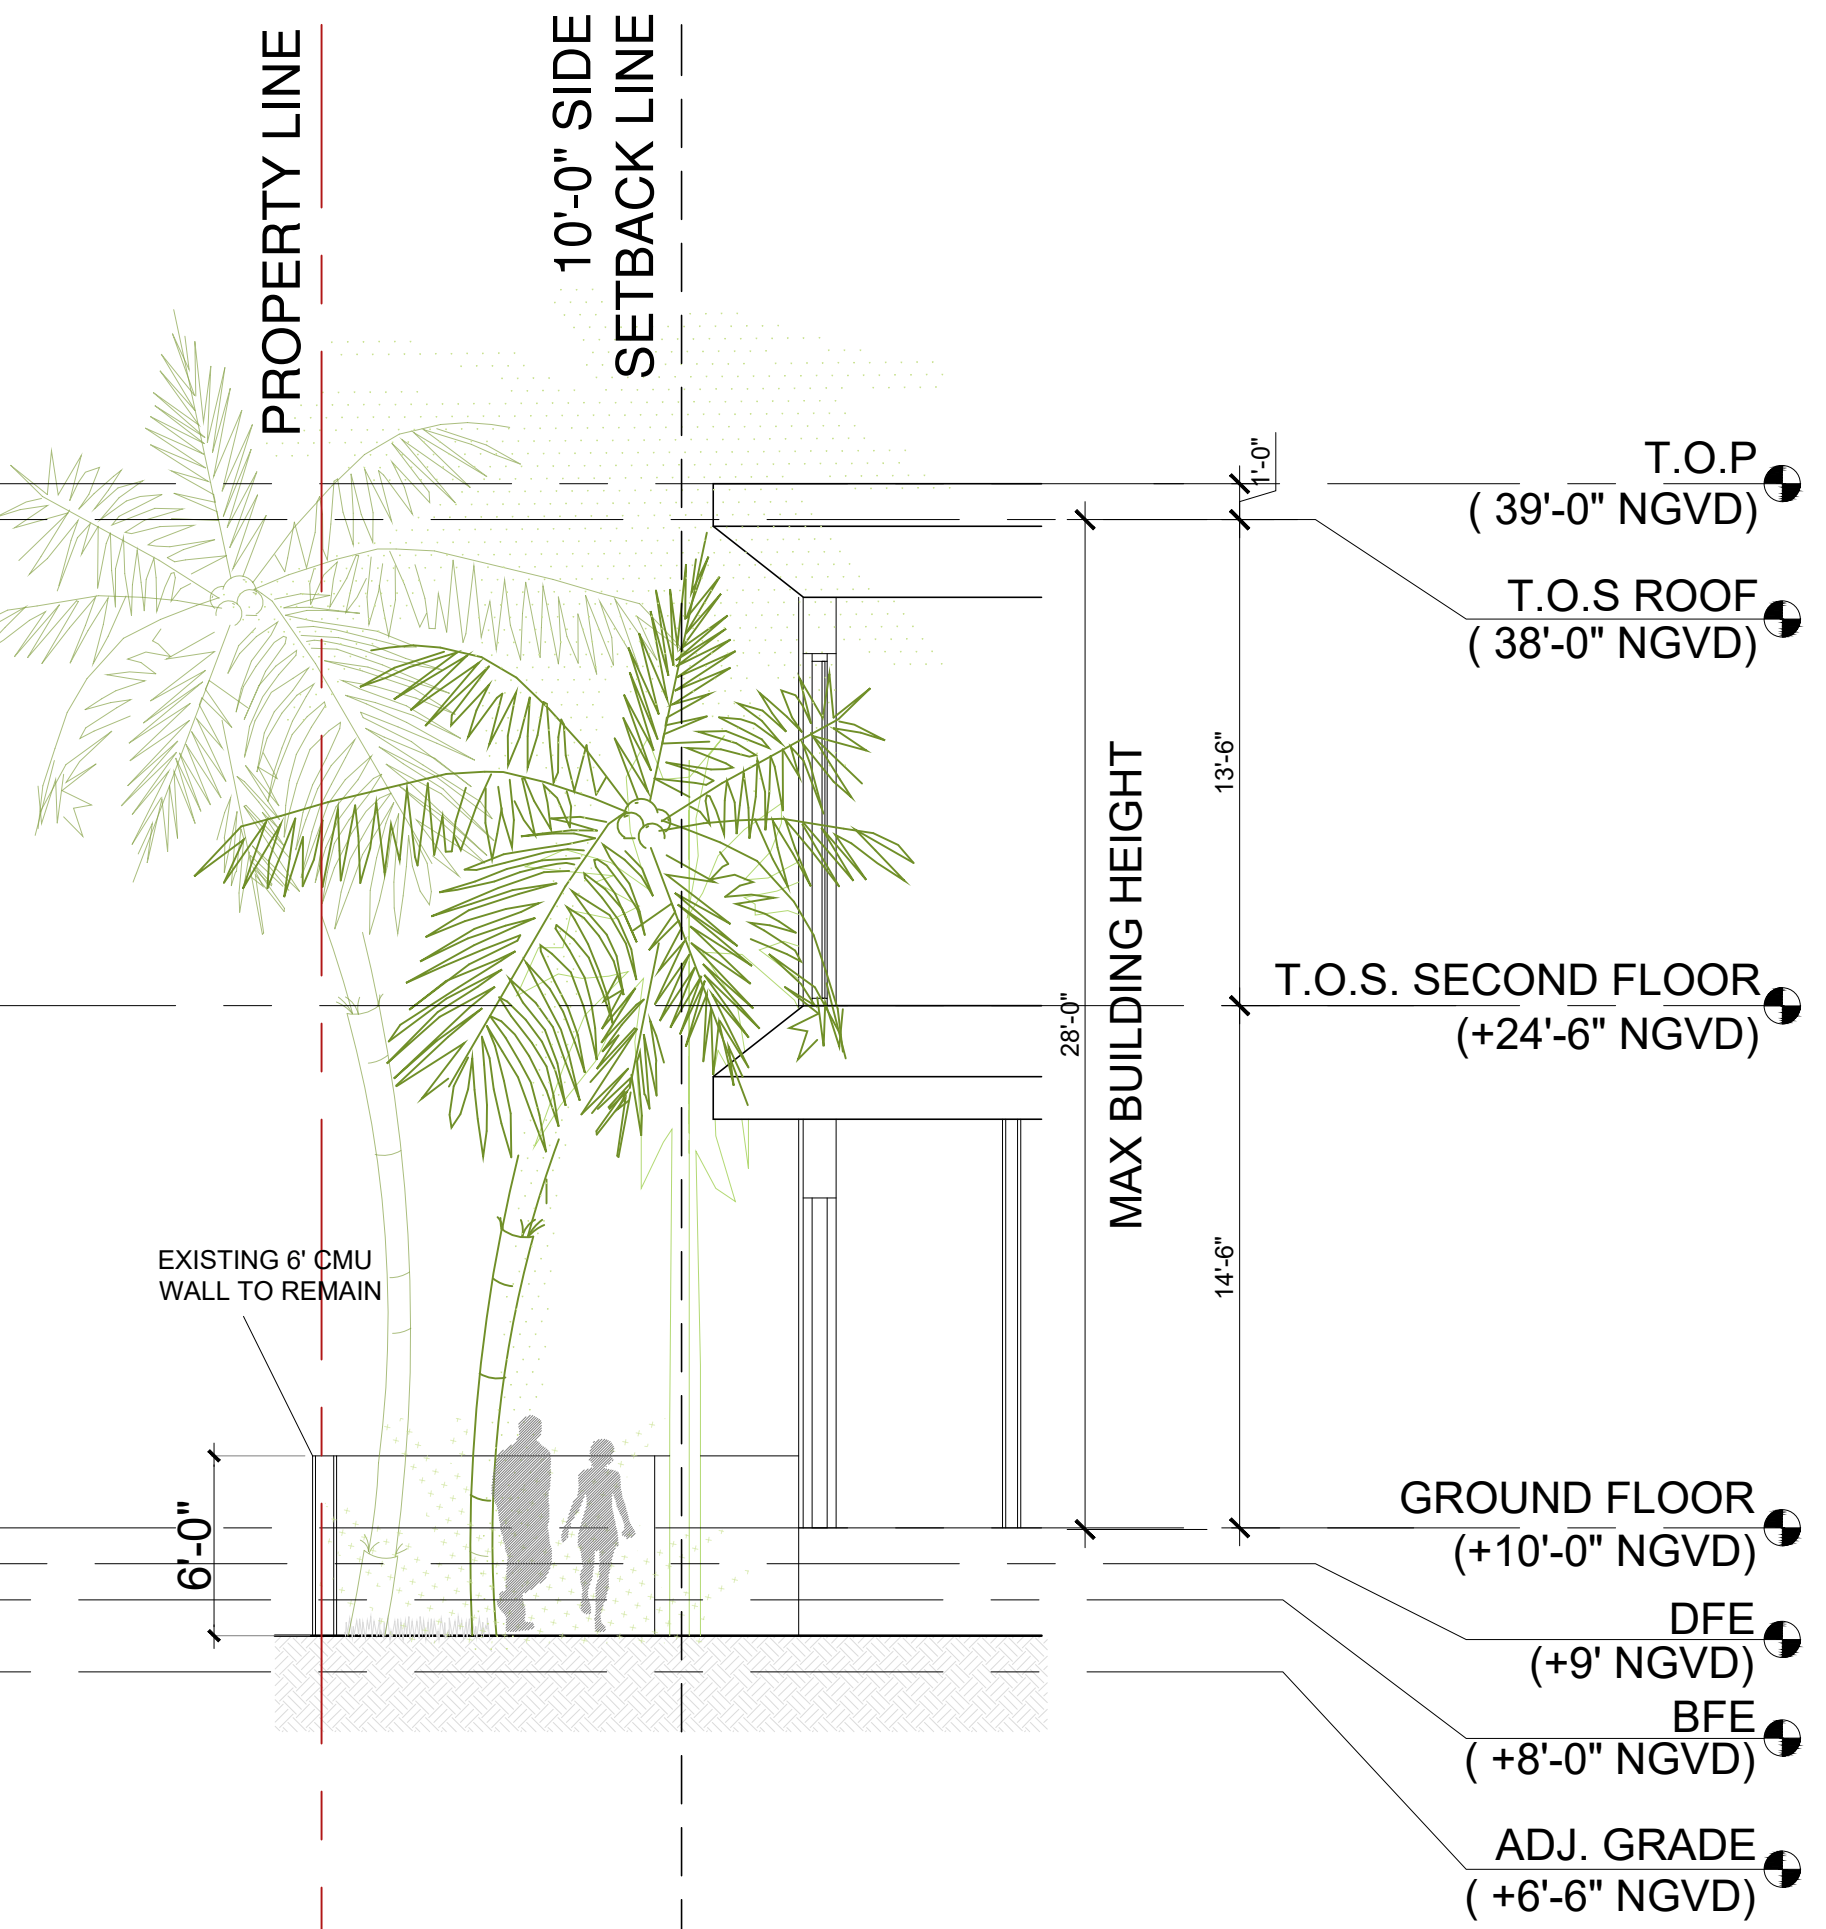 PROPERTY LINE
10'-0" SIDE
SETBACK LINE
1'-0"
T.O.P
( 39'-0" NGVD)
T.O.S ROOF
( 38'-0" NGVD)
13'-6"
MAX BUILDING HEIGHT
28'-0"
T.O.S. SECOND FLOOR
(+24'-6" NGVD)
14'-6"
EXISTING 6' CMU
WALL TO REMAIN
6'-0"
GROUND FLOOR
(+10'-0" NGVD)
DFE
(+9' NGVD)
BFE
( +8'-0" NGVD)
ADJ. GRADE
( +6'-6" NGVD)